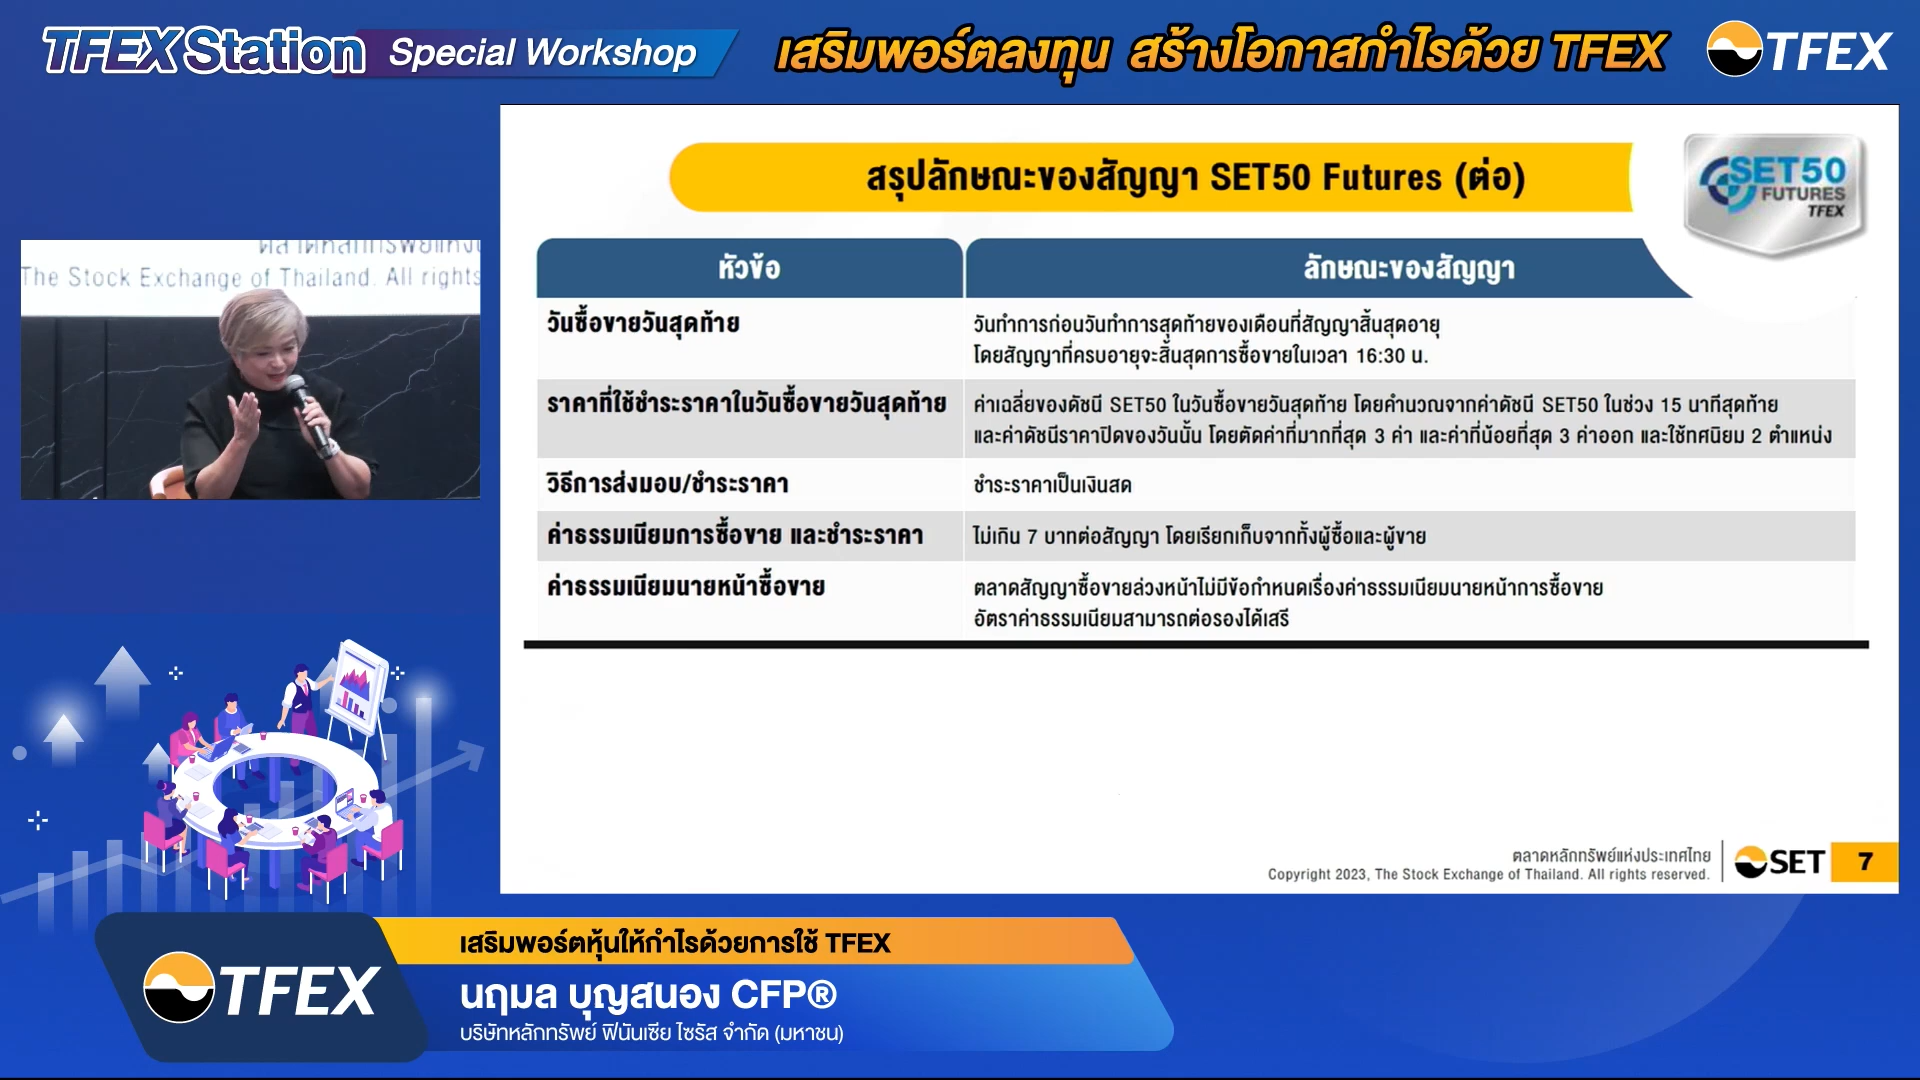 TFEX Station Special Workshop
เสริมพอร์ตลงทุน สร้างโอกาสกำไรด้วย TFEX
TFEX
สรุปลักษณะของสัญญา SET50 Futures (ต่อ)
SET50
FUTURES
TFEX
หัวข้อ
ลักษณะของสัญญา
วันซื้อขายวันสุดท้าย
วันทำการก่อนวันทำการสุดท้ายของเดือนที่สัญญาสิ้นสุดอายุ
โดยสัญญาที่ครบอายุจะสิ้นสุดการซื้อขายในเวลา 16:30 น.
ราคาที่ใช้ชำระราคาในวันซื้อขายวันสุดท้าย
ค่าเฉลี่ยของดัชนี SET50 ในวันซื้อขายวันสุดท้าย โดยคำนวณจากค่าดัชนี SET50 ในช่วง 15 นาทีสุดท้าย
และค่าดัชนีราคาปิดของวันนั้น โดยตัดค่าที่มากที่สุด 3 ค่า และค่าที่น้อยที่สุด 3 ค่าออก และใช้ทศนิยม 2 ตำแหน่ง
วิธีการส่งมอบ/ชำระราคา
ชำระราคาเป็นเงินสด
ค่าธรรมเนียมการซื้อขาย และชำระราคา
ไม่เกิน 7 บาทต่อสัญญา โดยเรียกเก็บจากทั้งผู้ซื้อและผู้ขาย
ค่าธรรมเนียมนายหน้าซื้อขาย
ตลาดสัญญาซื้อขายล่วงหน้าไม่มีข้อกำหนดเรื่องค่าธรรมเนียมนายหน้าการซื้อขาย
อัตราค่าธรรมเนียมสามารถต่อรองได้เสรี
The Stock Exchange of Thailand. All rights
ตลาดหลักทรัพย์แห่งประเทศไทย
Copyright 2023, The Stock Exchange of Thailand. All rights reserved.
SET
7
TFEX
เสริมพอร์ตหุ้นให้กำไรด้วยการใช้ TFEX
นฤมล บุญสนอง CFP®
บริษัทหลักทรัพย์ ฟินันเซีย ไซรัส จำกัด (มหาชน)